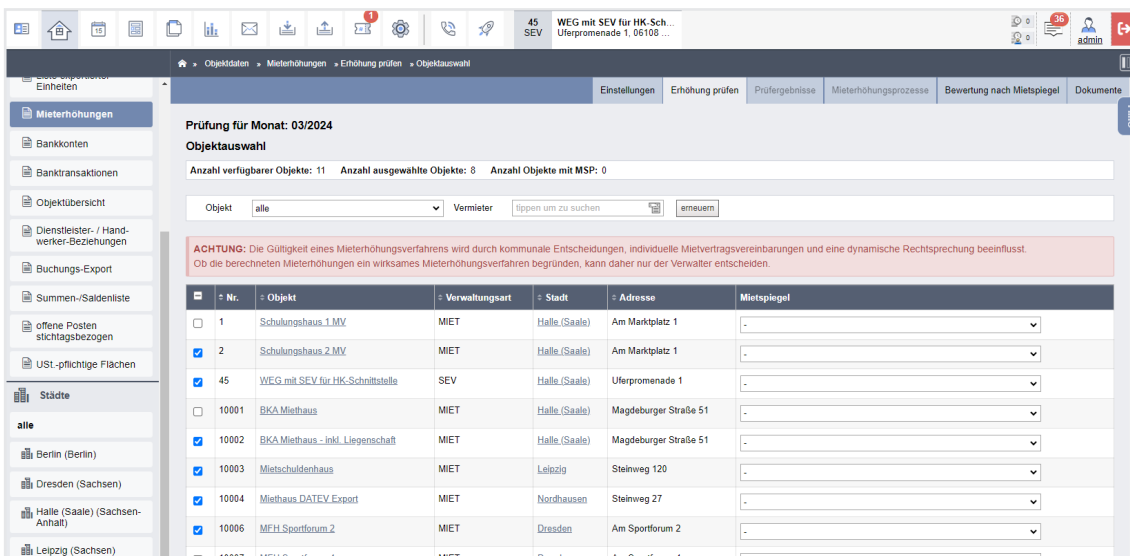 1
15
45
SEV
WEG mit SEV für HK-Sch...
Uferpromenade 1, 06108 ...
0
0
36
admin
» Objektdaten » Mieterhöhungen » Erhöhung prüfen » Objektauswahl
Einheiten
Mieterhöhungen
Bankkonten
Banktransaktionen
Objektübersicht
Dienstleister- / Hand-
werker-Beziehungen
Buchungs-Export
Summen-/Saldenliste
offene Posten
stichtagsbezogen
USt.-pflichtige Flächen
Städte
alle
Berlin (Berlin)
Dresden (Sachsen)
Halle (Saale) (Sachsen-
Anhalt)
Leipzig (Sachsen)
Einstellungen Erhöhung prüfen Prüfergebnisse Mieterhöhungsprozesse Bewertung nach Mietspiegel Dokumente
Prüfung für Monat: 03/2024
Objektauswahl
Anzahl verfügbarer Objekte: 11 Anzahl ausgewählte Objekte: 8 Anzahl Objekte mit MSP: 0
Objekt alle Vermieter tippen um zu suchen erneuern
ACHTUNG: Die Gültigkeit eines Mieterhöhungsverfahrens wird durch kommunale Entscheidungen, individuelle Mietvertragsvereinbarungen und eine dynamische Rechtsprechung beeinflusst.
Ob die berechneten Mieterhöhungen ein wirksames Mieterhöhungsverfahren begründen, kann daher nur der Verwalter entscheiden.
Nr. Objekt Verwaltungsart Stadt Adresse Mietspiegel
1 Schulungshaus 1 MV MIET Halle (Saale) Am Marktplatz 1 -
2 Schulungshaus 2 MV MIET Halle (Saale) Am Marktplatz 1 -
45 WEG mit SEV für HK-Schnittstelle SEV Halle (Saale) Uferpromenade 1 -
10001 BKA Miethaus MIET Halle (Saale) Magdeburger Straße 51 -
10002 BKA Miethaus - inkl. Liegenschaft MIET Halle (Saale) Magdeburger Straße 51 -
10003 Mietschuldenhaus MIET Leipzig Steinweg 120 -
10004 Miethaus DATEV Export MIET Nordhausen Steinweg 27 -
10006 MFH Sportforum 2 MIET Dresden Am Sportforum 2 -